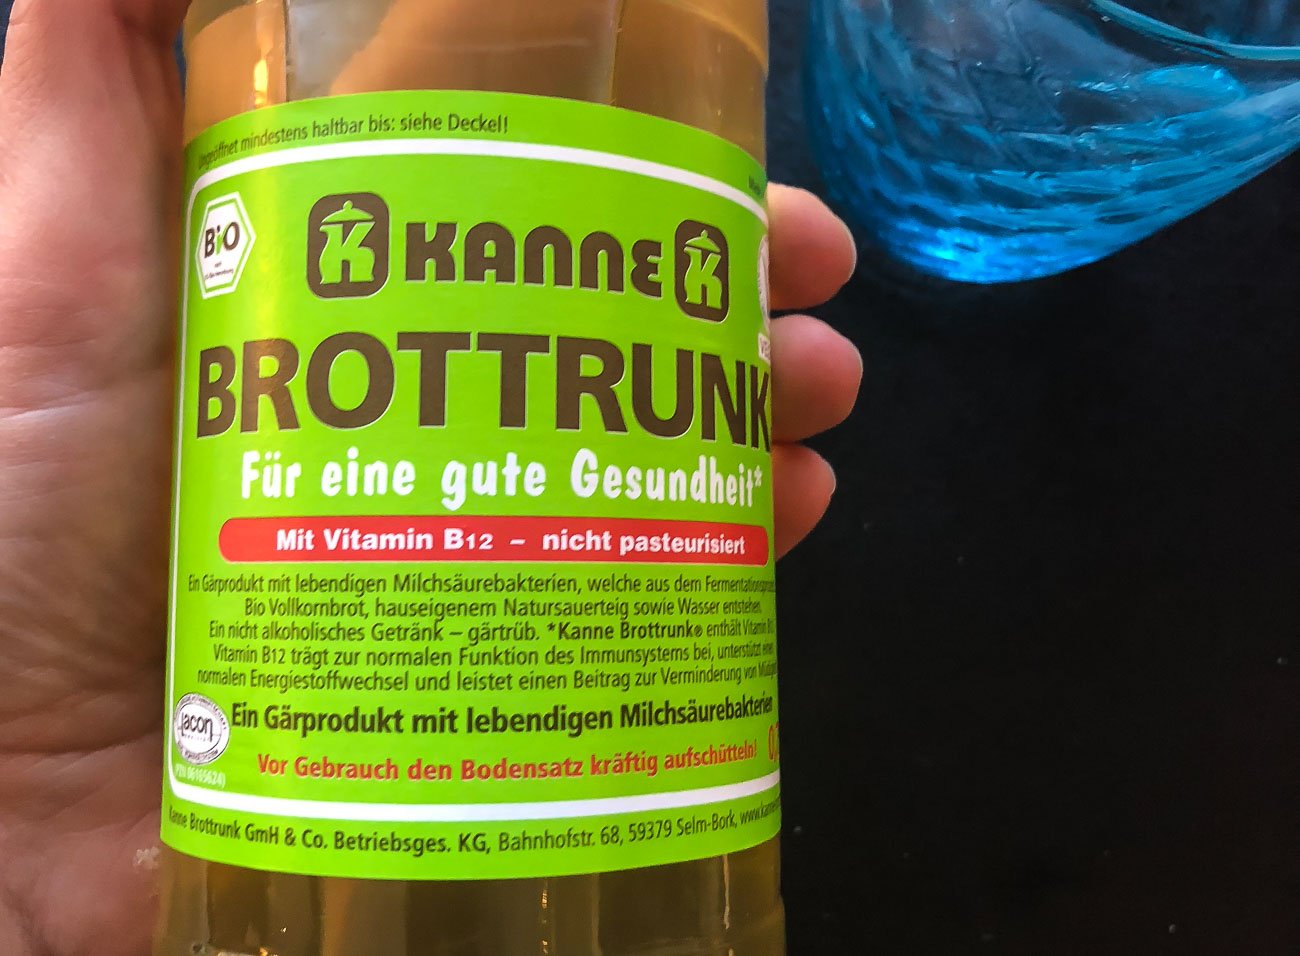 Ungeöffnet mindestens haltbar bis: siehe Deckel!
BiO
K KANNE K
BROTTRUNK
Für eine gute Gesundheit*
Mit Vitamin B12 – nicht pasteurisiert
Ein Gärprodukt mit lebendigen Milchsäurebakterien, welche aus dem
Bio Vollkornbrot, hauseigenem Natursauerteig sowie Wasser entstehen.
Ein nicht alkoholisches Getränk – gärtrüb. *Kanne Brottrunk® enthält Vitamin
Vitamin B12 trägt zur normalen Funktion des Immunsystems bei, unterstützt
normalen Energiestoffwechsel und leistet einen Beitrag zur Verminderung von
Ein Gärprodukt mit lebendigen Milchsäurebakterien
Jacon
Vor Gebrauch den Bodensatz kräftig aufschütteln!
Kanne Brottrunk GmH & Co. Betriebsges. KG, Bahnhofstr. 68, 59379 Selm-Bork,